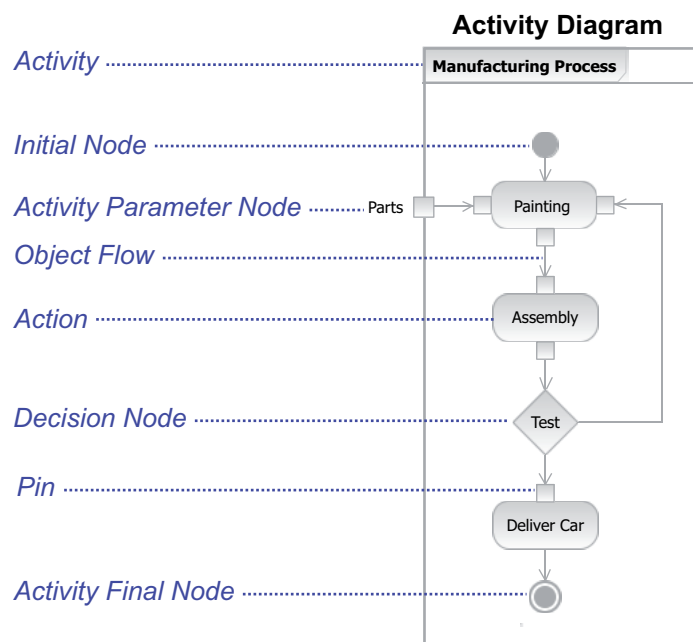 Activity Diagram
Activity
Manufacturing Process
Initial Node
Activity Parameter Node
Parts
Painting
Object Flow
Action
Assembly
Decision Node
Test
Pin
Deliver Car
Activity Final Node